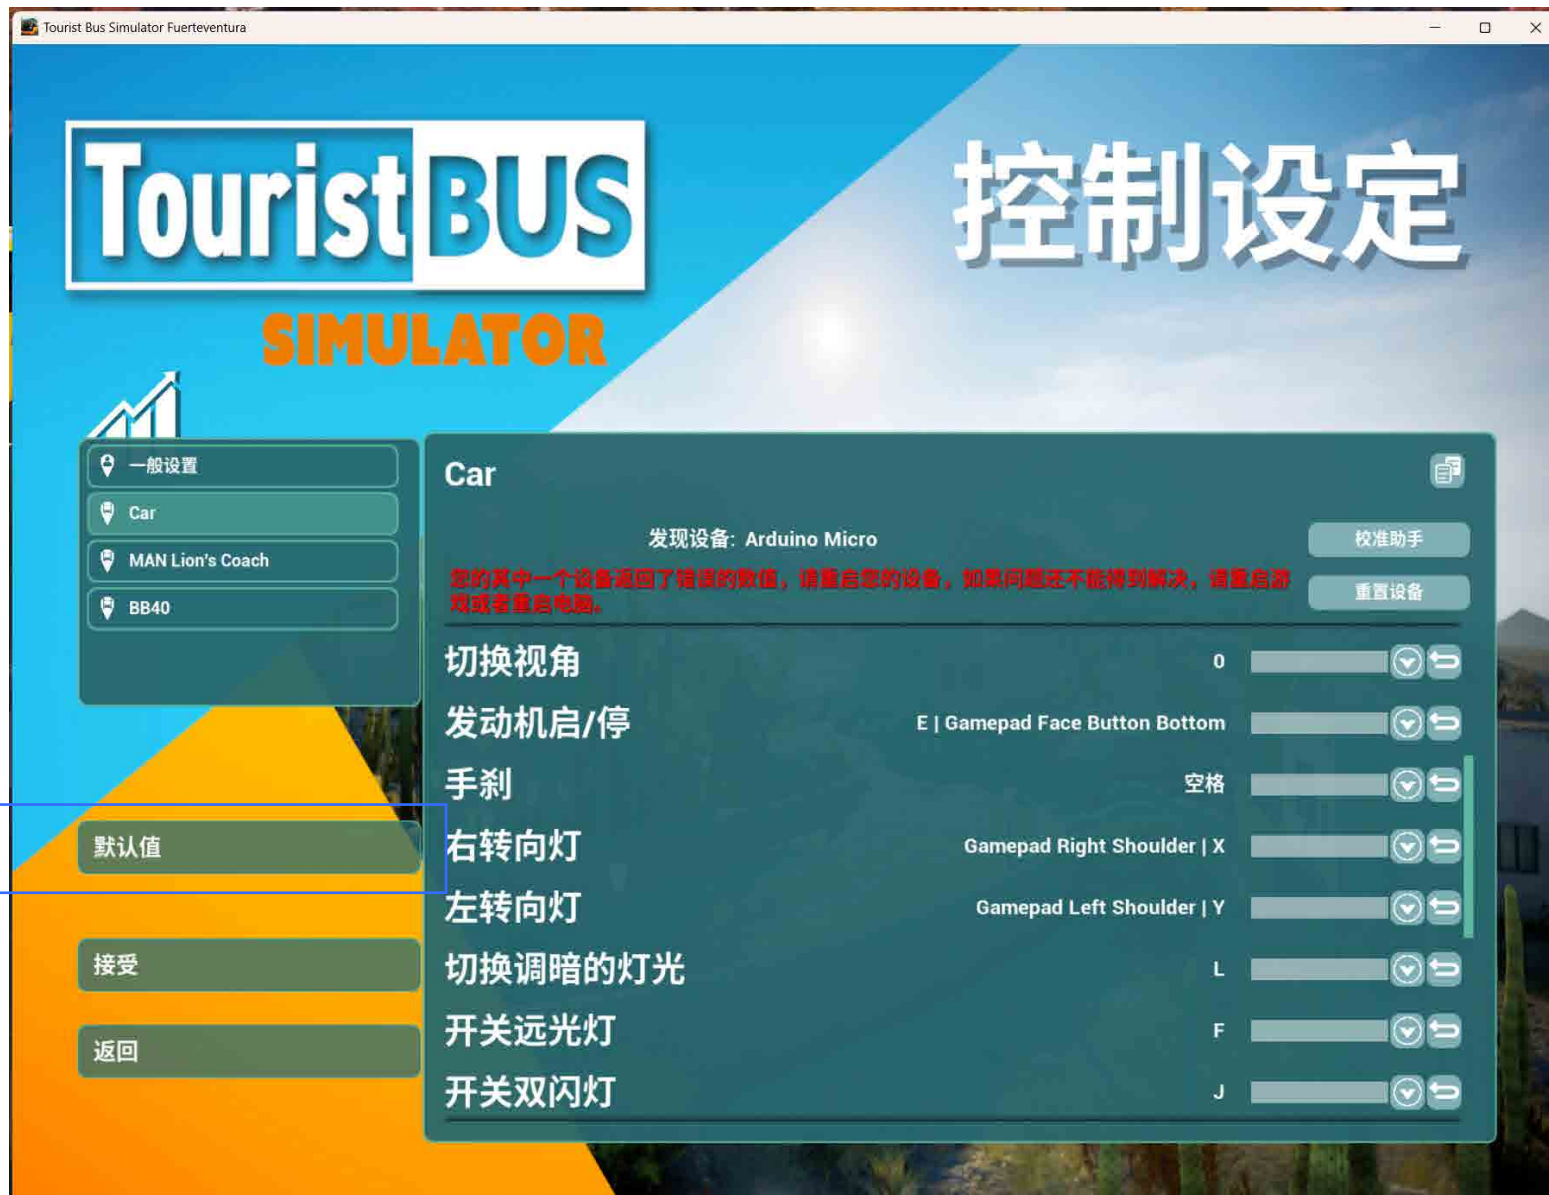 Tourist Bus Simulator Fuerteventura
Tourist BUS
SIMULATOR
控制设定
一般设置
Car
MAN Lion's Coach
BB40
默认值
接受
返回
Car
发现设备: Arduino Micro
校准助手
您的其中一个设备返回了错误的数值，请重启您的设备，如果问题还不能得到解决，请重启游
戏或者重启电脑。
重置设备
切换视角 0
发动机启/停 E | Gamepad Face Button Bottom
手刹 空格
右转向灯 Gamepad Right Shoulder | X
左转向灯 Gamepad Left Shoulder | Y
切换调暗的灯光 L
开关远光灯 F
开关双闪灯 J